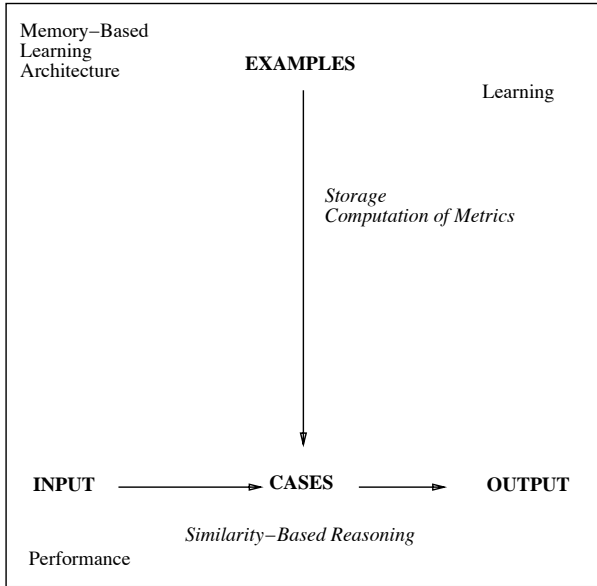 Memory–Based
Learning
Architecture
EXAMPLES
Learning
Storage
Computation of Metrics
INPUT
CASES
OUTPUT
Similarity–Based Reasoning
Performance